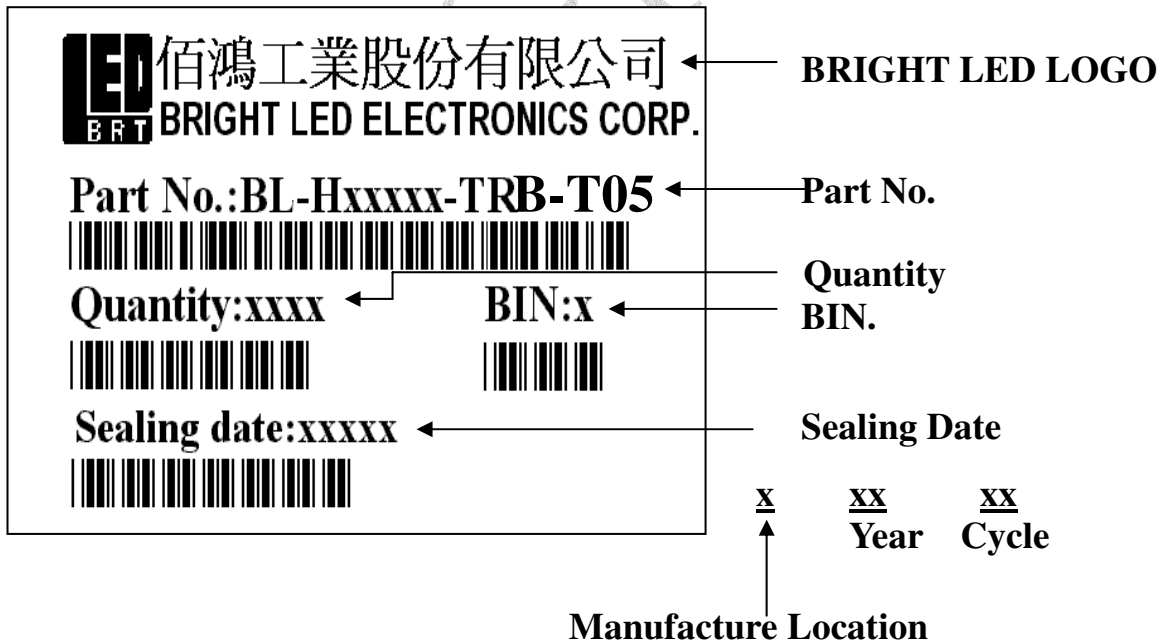 LED 佰鴻工業股份有限公司 BRIGHT LED LOGO
BRT BRIGHT LED ELECTRONICS CORP.
Part No.:BL-Hxxxxx-TRB-T05 Part No.
Quantity
Quantity:xxxx BIN:x BIN.
Sealing date:xxxxx Sealing Date
x xx xx
Year Cycle
Manufacture Location